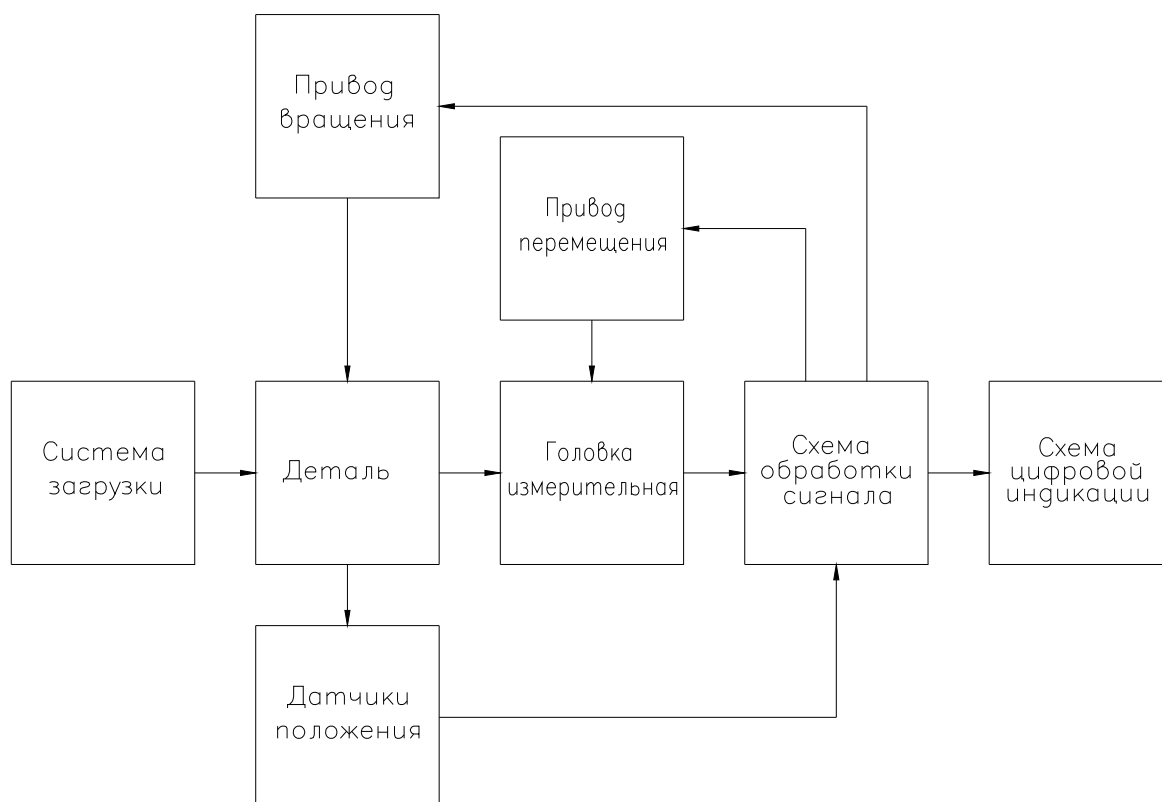 Привод
вращения
Привод
перемещения
Система
загрузки
Деталь
Головка
измерительная
Схема
обработки
сигнала
Схема
цифровой
индикации
Датчики
положения